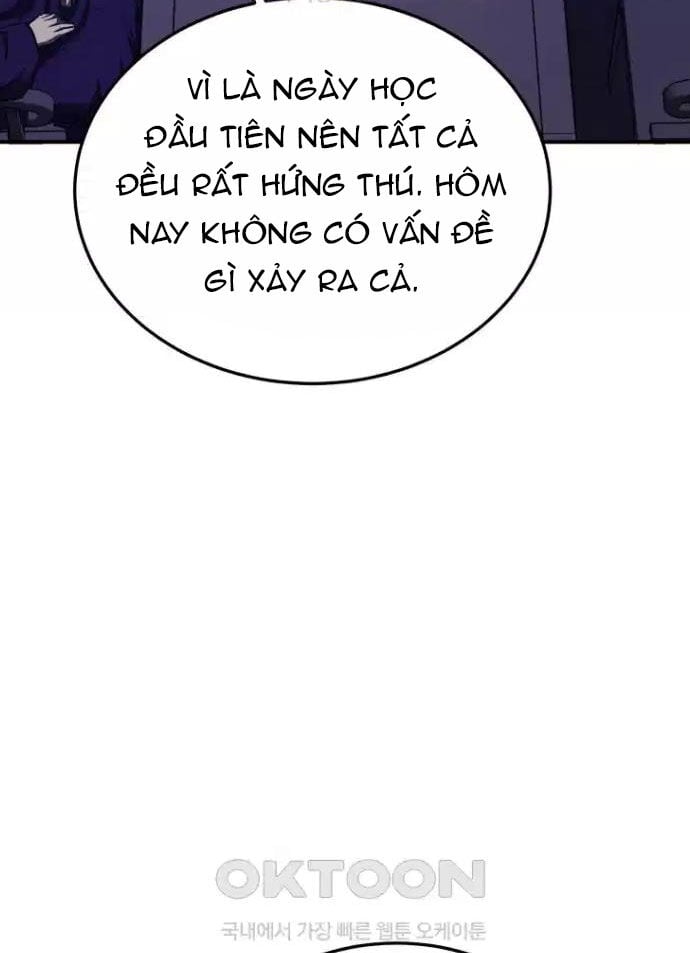 VÌ LÀ NGÀY HỌC
ĐẦU TIÊN NÊN TẤT CẢ
ĐỀU RẤT HỨNG THÚ. HÔM
NAY KHÔNG CÓ VẤN ĐỀ
GÌ XẢY RA CẢ.
OKTOON
국내에서 가장 빠른 웹툰 오케이툰